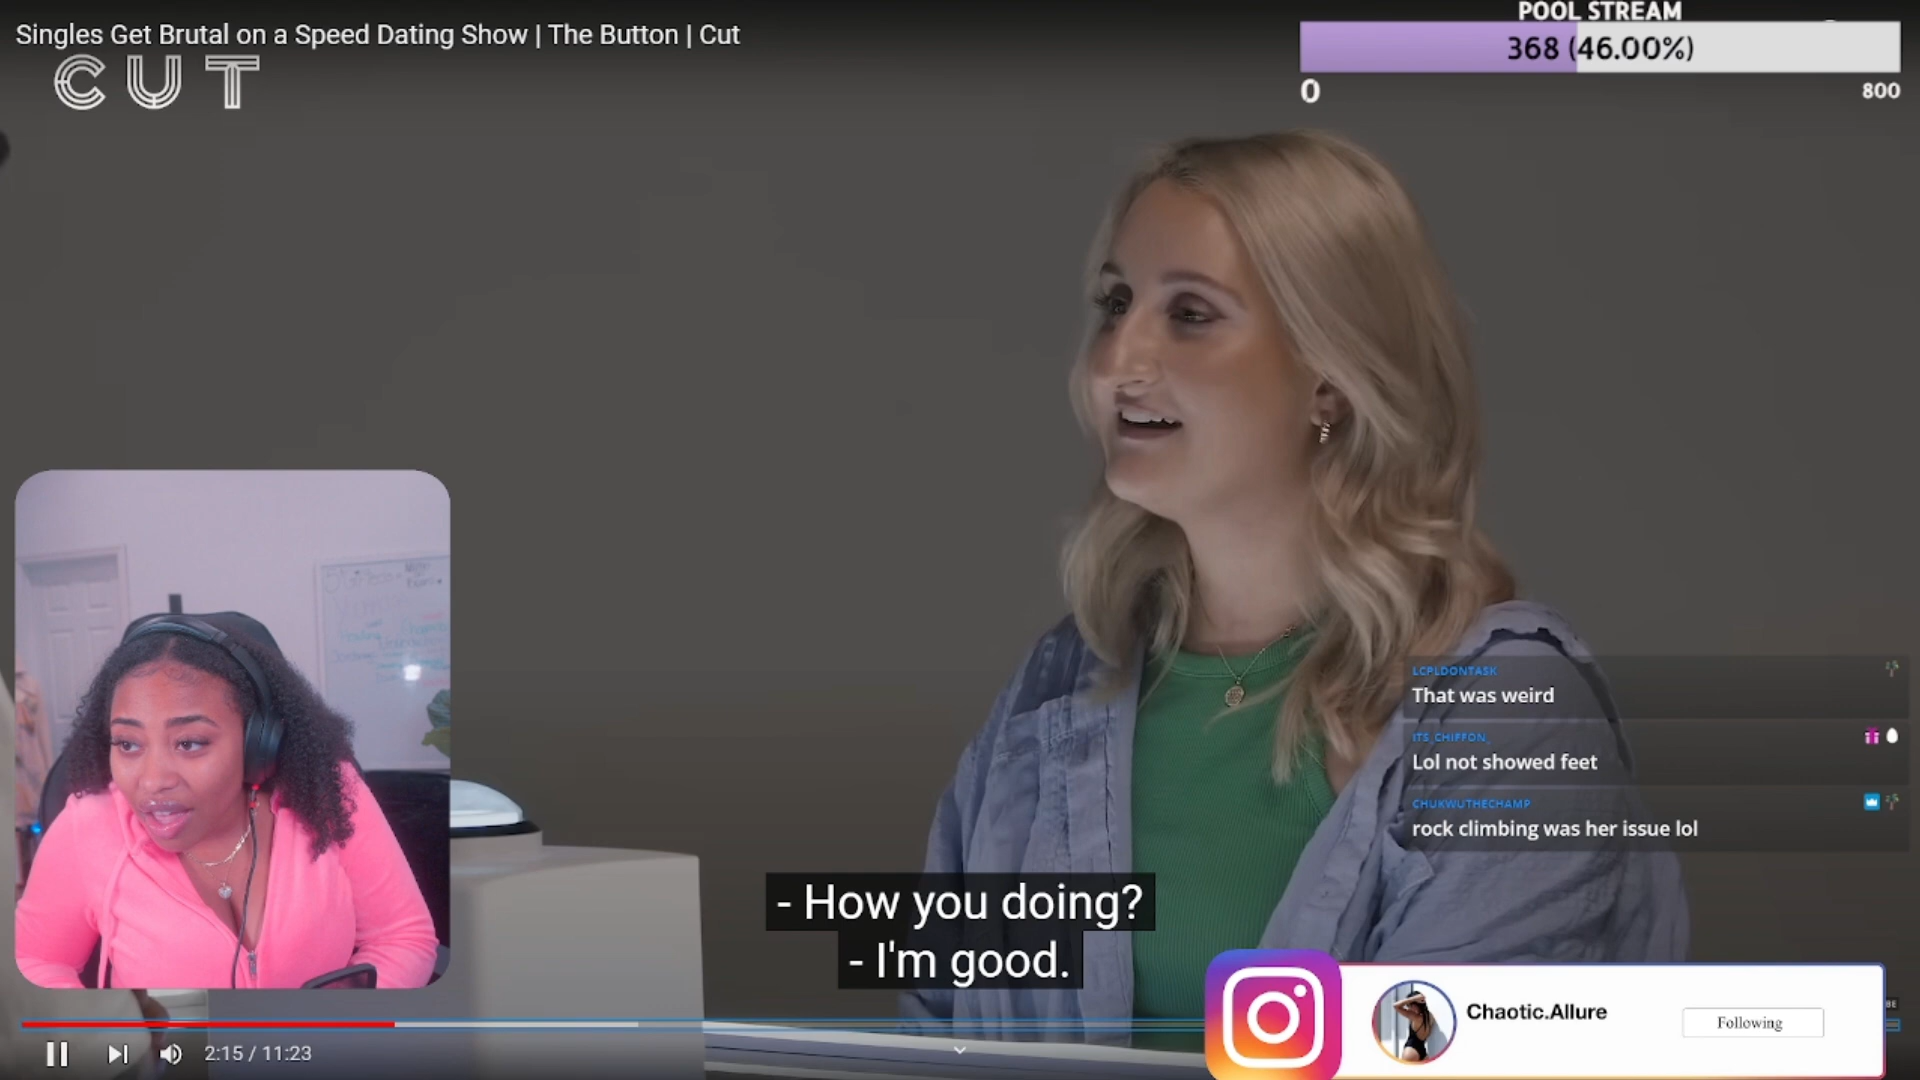 Singles Get Brutal on a Speed Dating Show | The Button | Cut
CUT
POOL STREAM
368 (46.00%)
0
800
LCPLDONTASK
That was weird
ITS_CHIFFON_
Lol not showed feet
CHUKWUTHECHAMP
rock climbing was her issue lol
- How you doing?
- I'm good.
Chaotic.Allure
Following
2:15 / 11:23